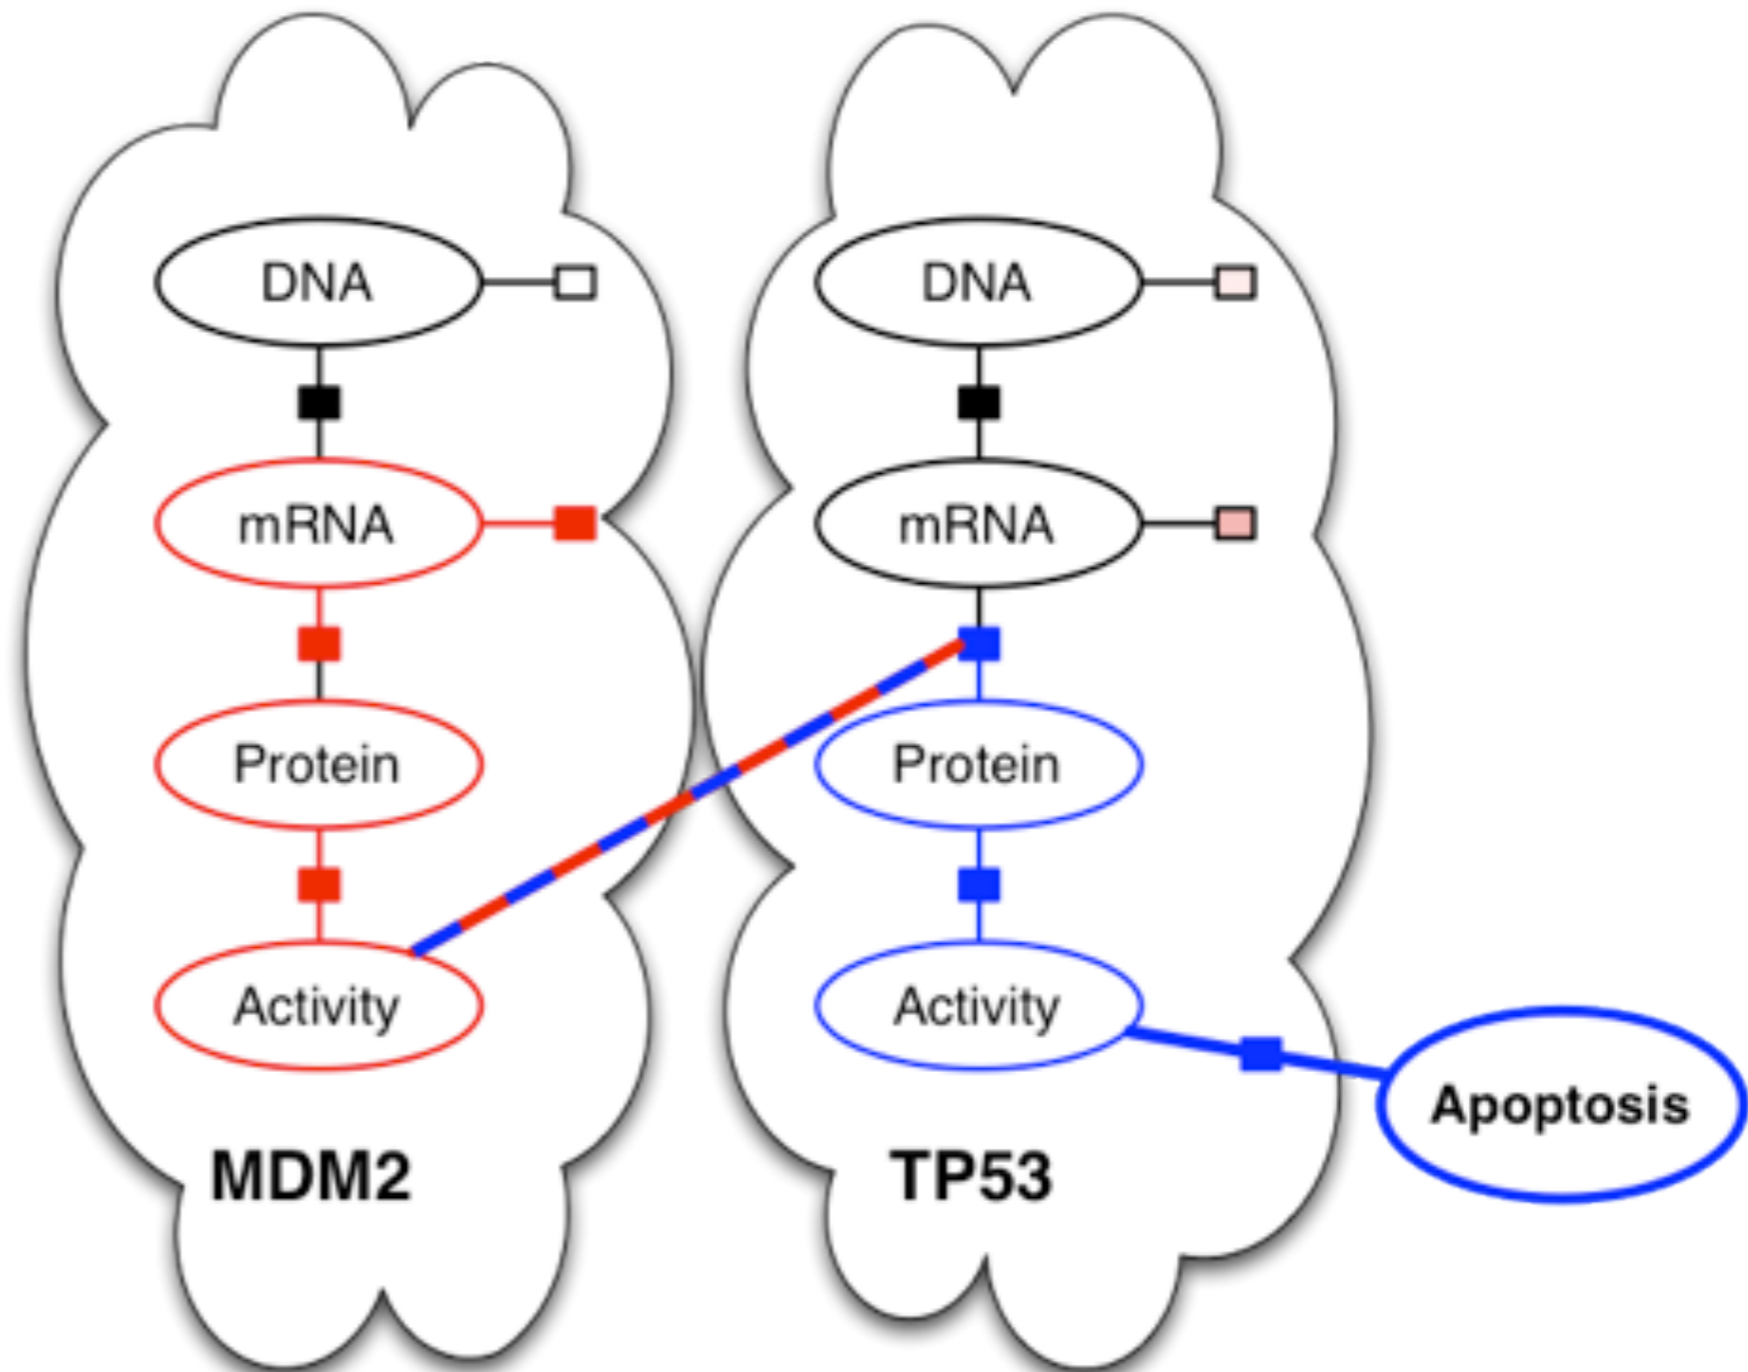 DNA
mRNA
Protein
Activity
MDM2
DNA
mRNA
Protein
Activity
TP53
Apoptosis